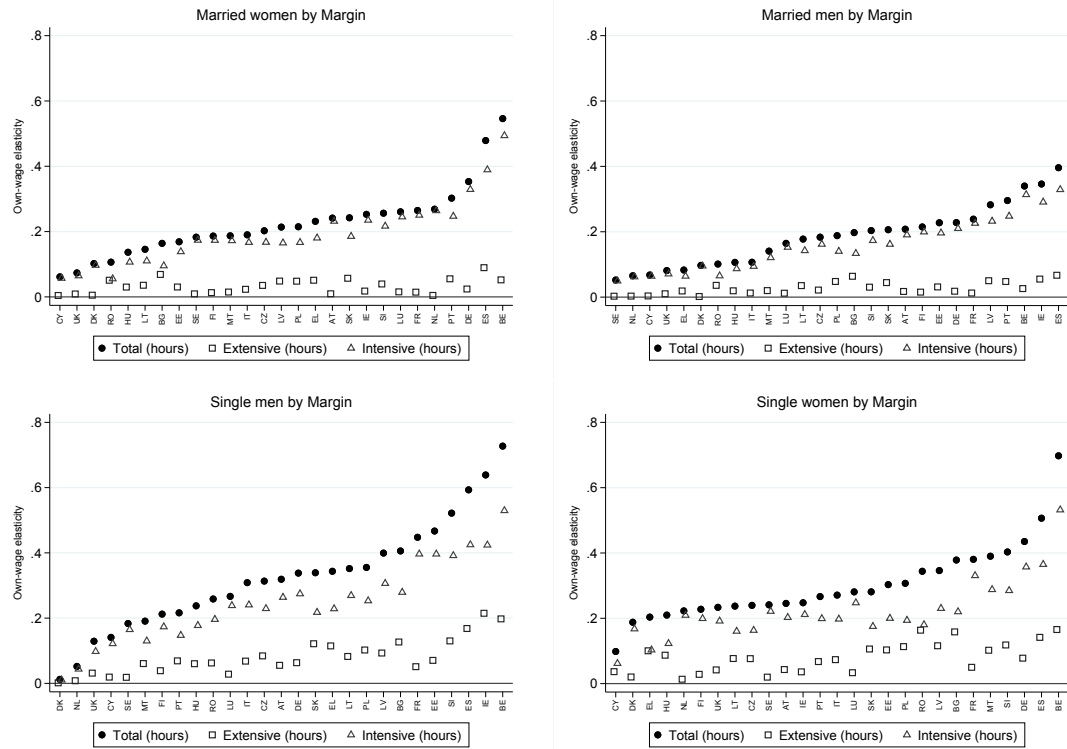 Married women by Margin
Own-wage elasticity
.8
.6
.4
.2
0
CY UK DK RO HU LT BG EE SE FI MT IT CZ LV PL EL AT SK IE SI LU FR NL PT DE ES BE
Total (hours) Extensive (hours) Intensive (hours)
Married men by Margin
Own-wage elasticity
.8
.6
.4
.2
0
SE NL CY UK EL DK RO HU IT MT LU LT CZ PL BG SI SK AT FI EE DE FR LV PT BE IE ES
Total (hours) Extensive (hours) Intensive (hours)
Single men by Margin
Own-wage elasticity
.8
.6
.4
.2
0
DK NL UK CY SE MT FI PT HU RO LU IT CZ AT DE SK EL LT PL LV BG FR EE SI ES IE BE
Total (hours) Extensive (hours) Intensive (hours)
Single women by Margin
Own-wage elasticity
.8
.6
.4
.2
0
CY DK EL HU NL FI UK LT CZ SE AT IE PT IT LU SK EE PL RO LV BG FR MT SI DE ES BE
Total (hours) Extensive (hours) Intensive (hours)